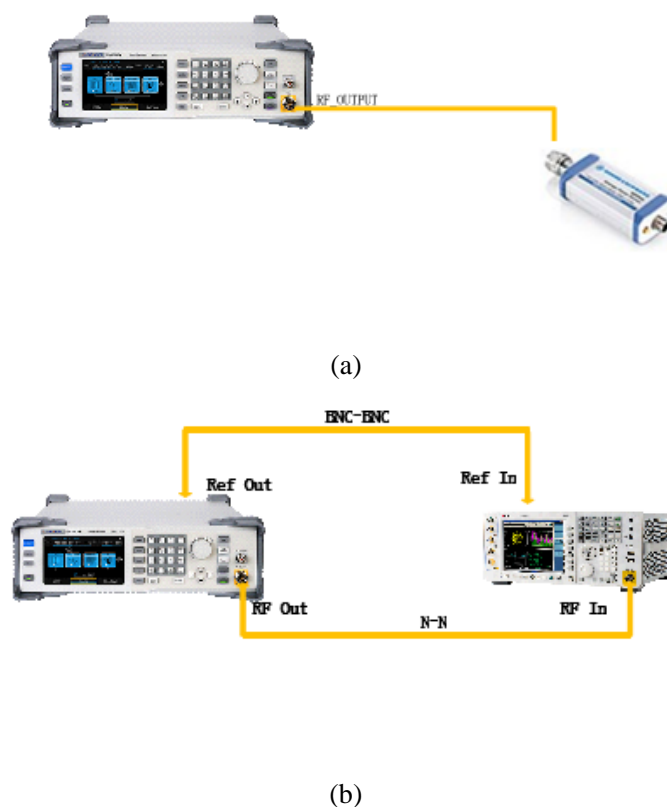 RF_OUTPUT
(a)
BNC-BNC
Ref Out
Ref In
RF Out
RF In
N-N
(b)